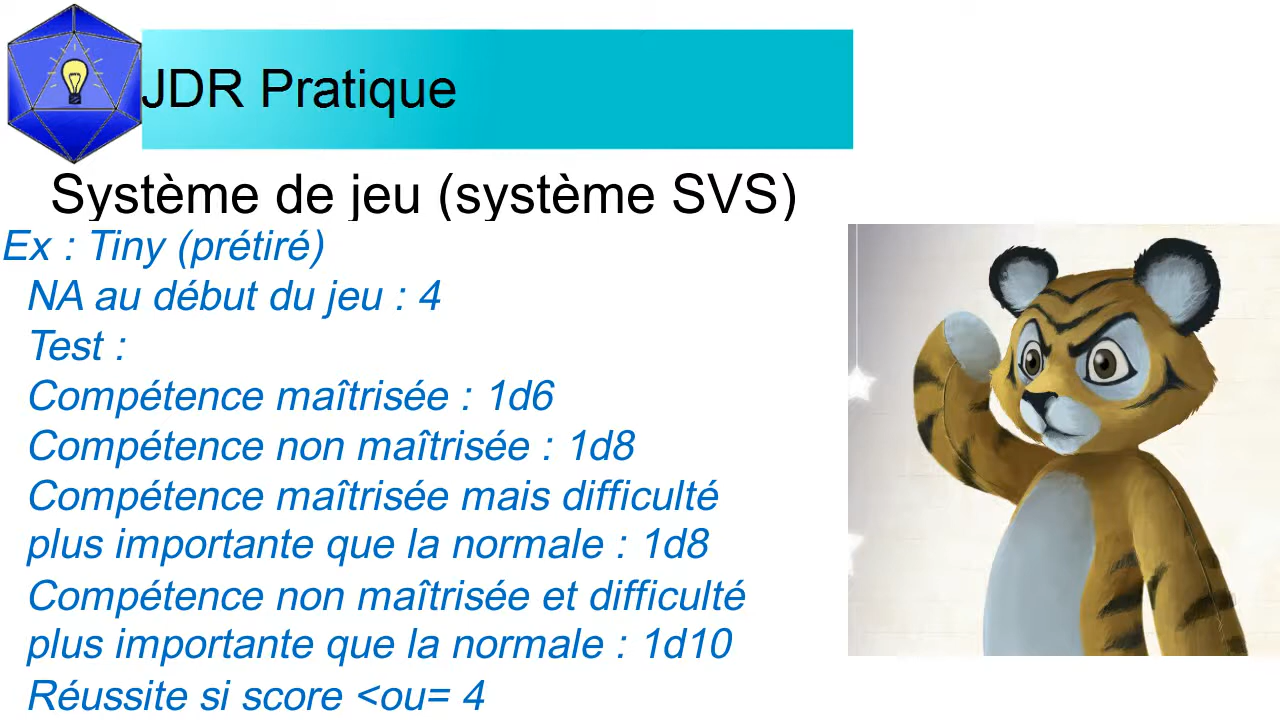 JDR Pratique
Système de jeu (système SVS)
Ex : Tiny (prétiré)
NA au début du jeu : 4
Test :
Compétence maîtrisée : 1d6
Compétence non maîtrisée : 1d8
Compétence maîtrisée mais difficulté
plus importante que la normale : 1d8
Compétence non maîtrisée et difficulté
plus importante que la normale : 1d10
Réussite si score <ou= 4